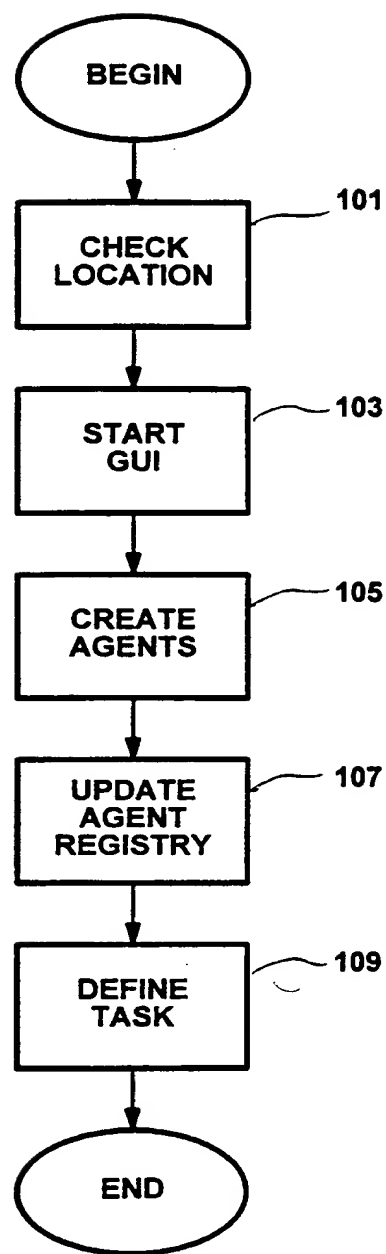 BEGIN
101
CHECK
LOCATION
103
START
GUI
105
CREATE
AGENTS
107
UPDATE
AGENT
REGISTRY
109
DEFINE
TASK
END